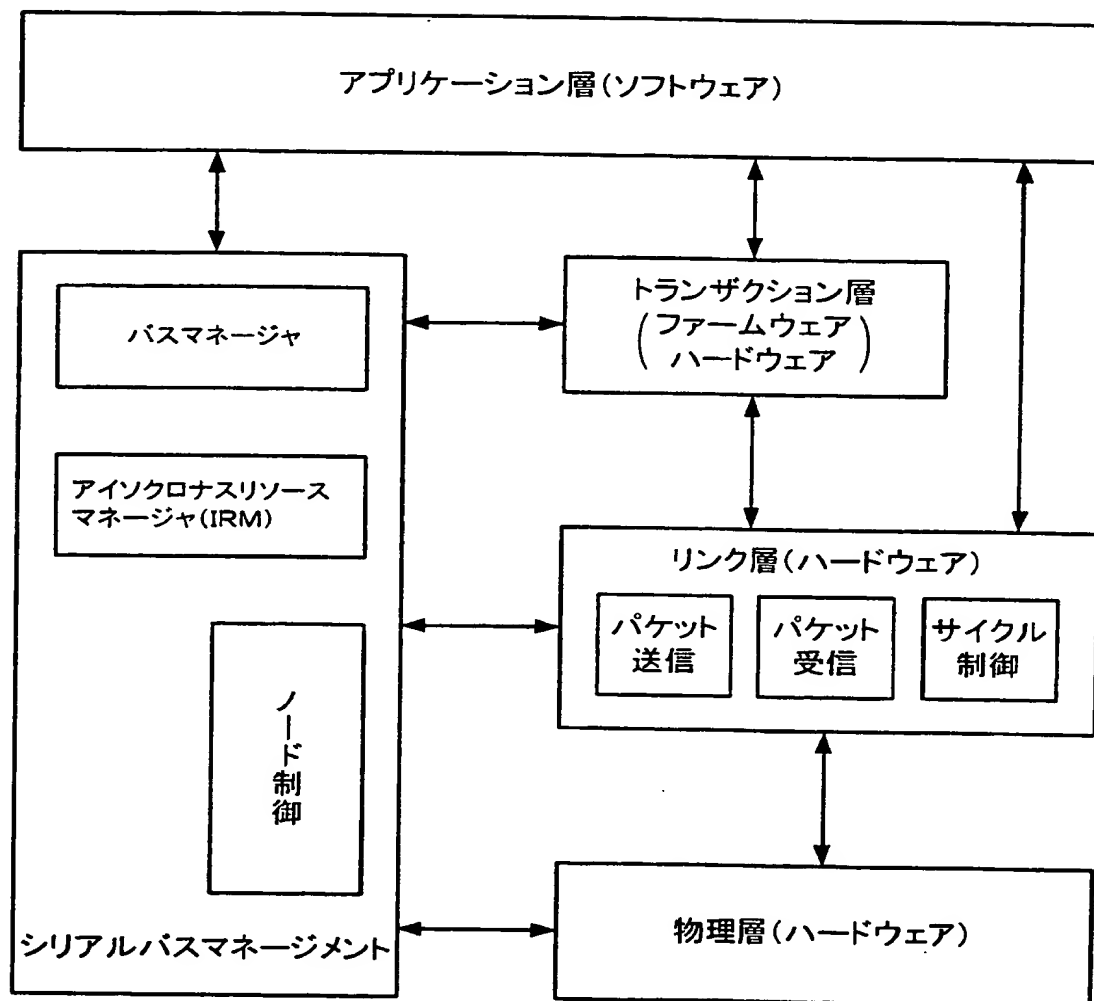 アプリケーション層(ソフトウェア)
バスマネージャ
トランザクション層
(ファームウェア
ハードウェア)
アイソクロナスリソース
マネージャ(IRM)
リンク層(ハードウェア)
パケット
送信
パケット
受信
サイクル
制御
ノード制御
シリアルバスマネージメント
物理層(ハードウェア)